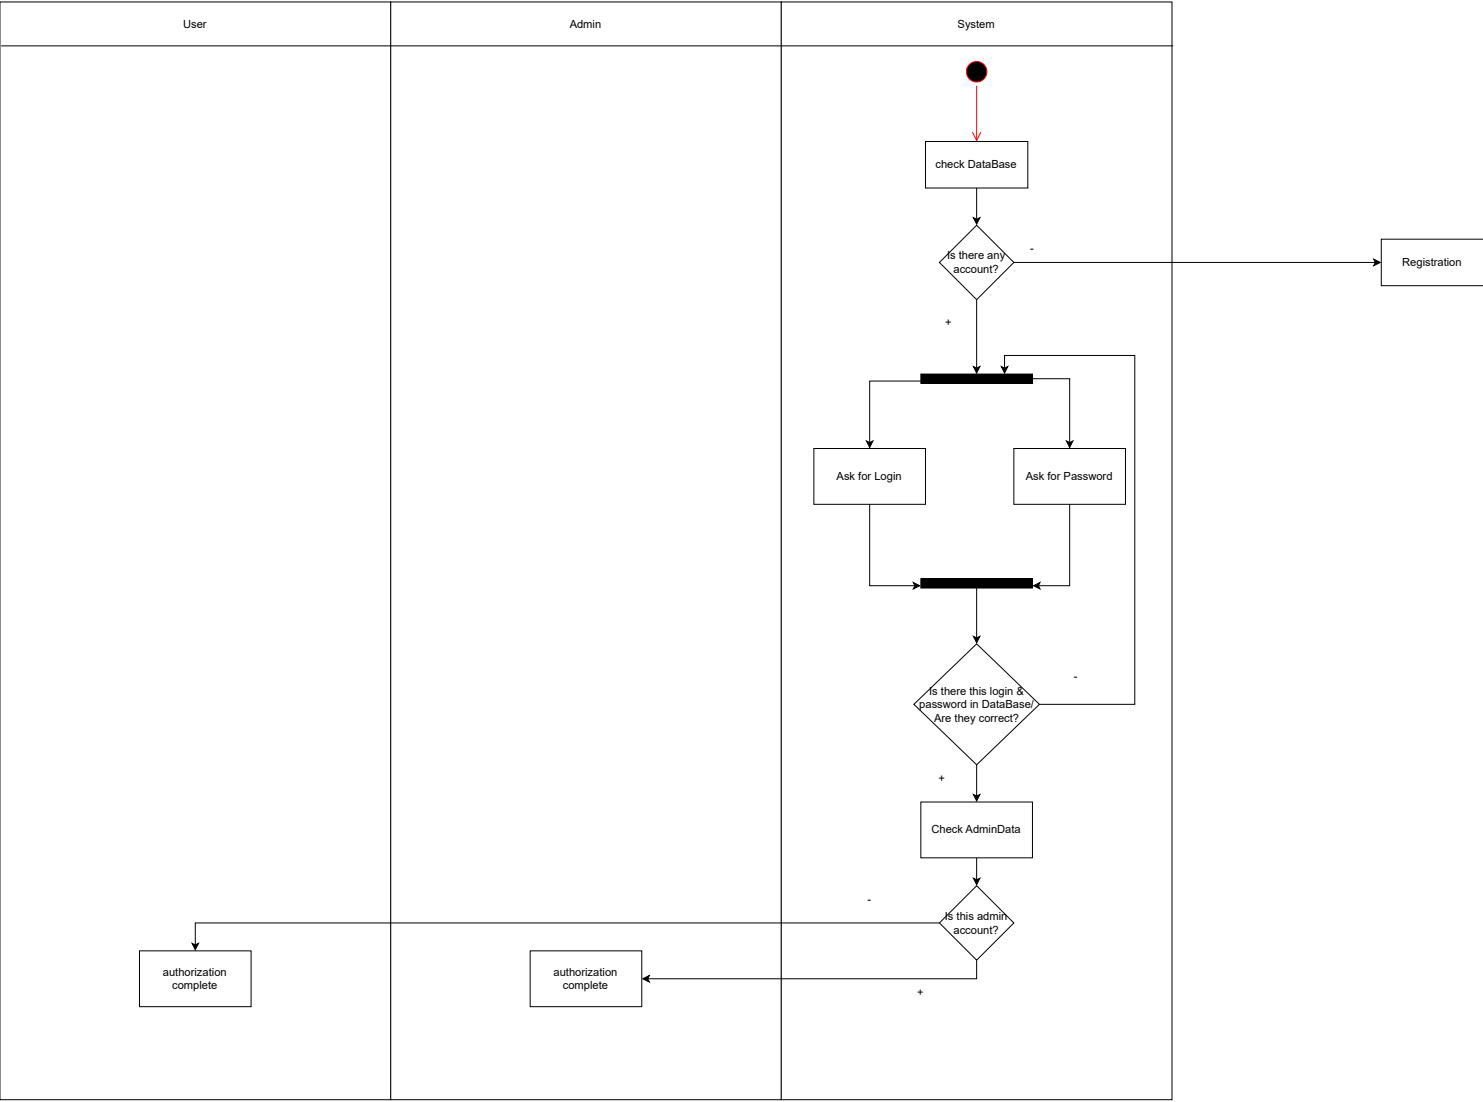 User
Admin
System
check DataBase
Is there any
account?
-
Registration
+
Ask for Login
Ask for Password
Is there this login &
password in DataBase/
Are they correct?
-
+
Check AdminData
-
Is this admin
account?
authorization
complete
authorization
complete
+